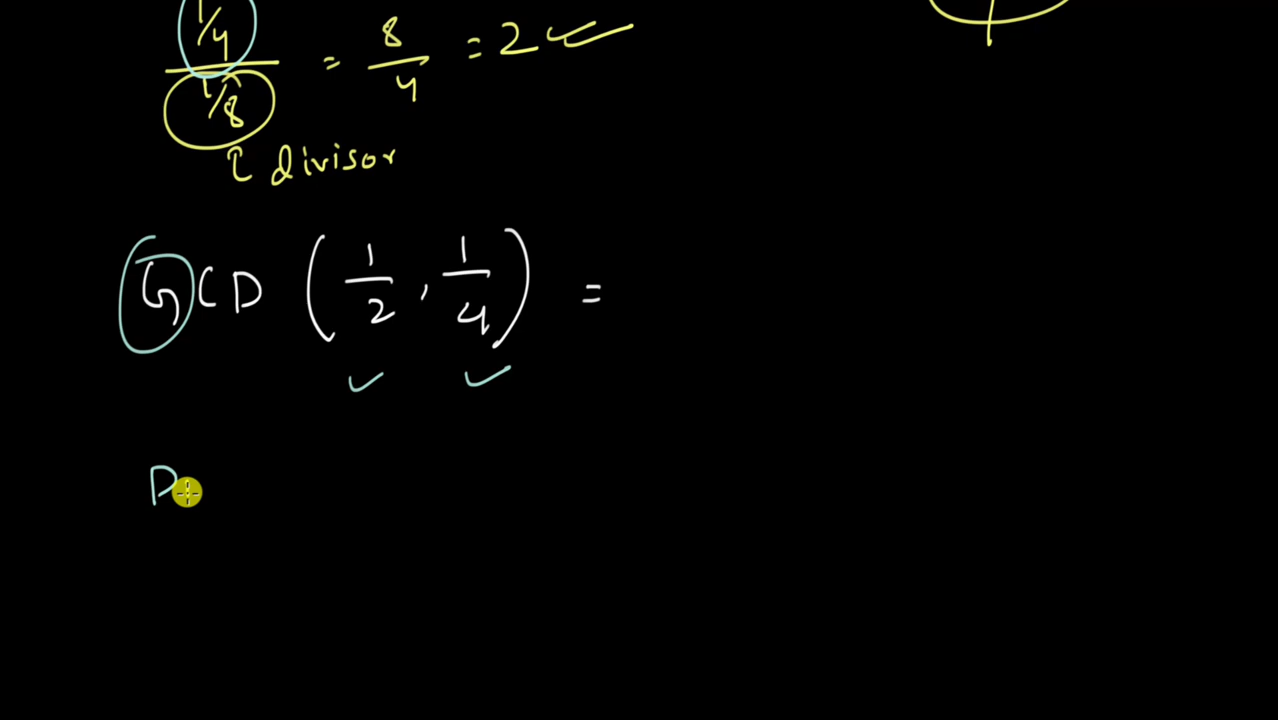 1/4 / 1/8 = 8/4 = 2
divisor
GCD (1/2, 1/4) =
D